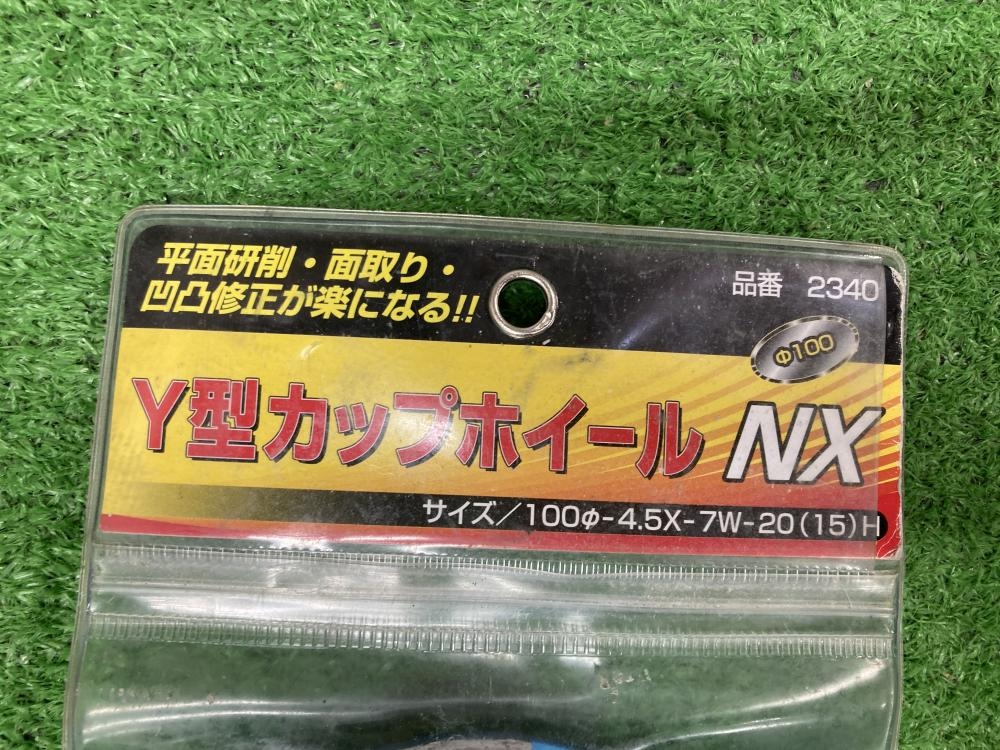 平面研削・面取り・
凹凸修正が楽になる!!
品番 2340
Φ100
Y型カップホイール NX
サイズ/100φ-4.5X-7W-20(15)H